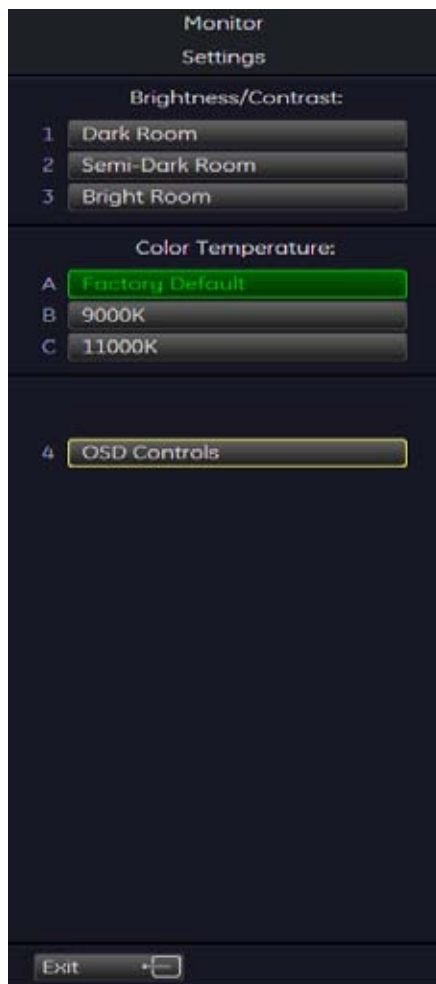 Monitor
Settings
Brightness/Contrast:
1 Dark Room
2 Semi-Dark Room
3 Bright Room
Color Temperature:
A Factory Default
B 9000K
C 11000K
4 OSD Controls
Exit